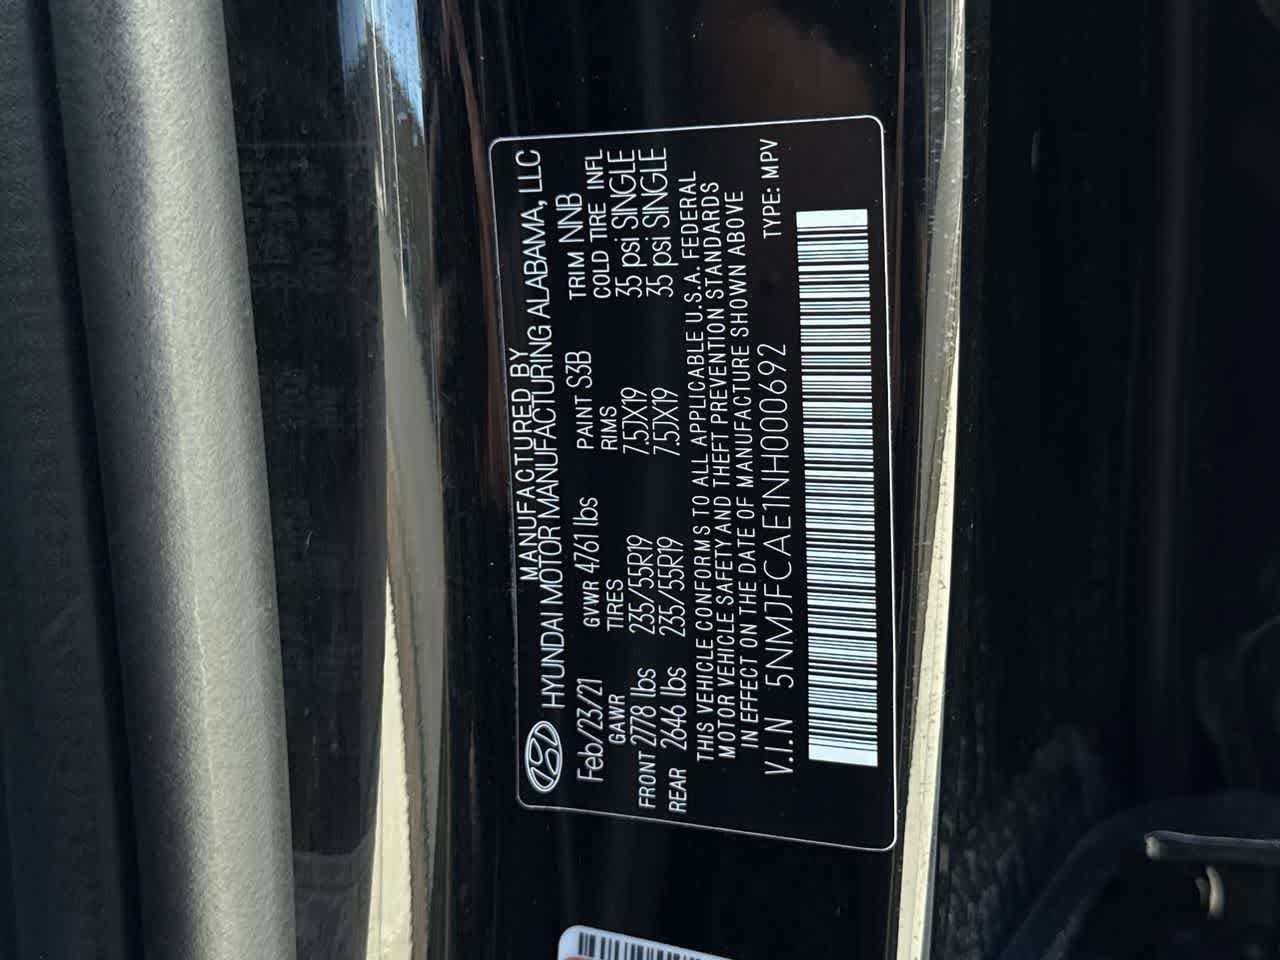 MANUFACTURED BY
HYUNDAI MOTOR MANUFACTURING ALABAMA, LLC
Feb/23/21 GVWR 4761 lbs PAINT S3B TRIM NNB
GAWR TIRES RIMS COLD TIRE INFL
FRONT 2778 lbs 235/55R19 7.5JX19 35 psi SINGLE
REAR 2646 lbs 235/55R19 7.5JX19 35 psi SINGLE
THIS VEHICLE CONFORMS TO ALL APPLICABLE U.S.A. FEDERAL
MOTOR VEHICLE SAFETY AND THEFT PREVENTION STANDARDS
IN EFFECT ON THE DATE OF MANUFACTURE SHOWN ABOVE
V.I.N 5NMJFCAE1NH000692 TYPE: MPV